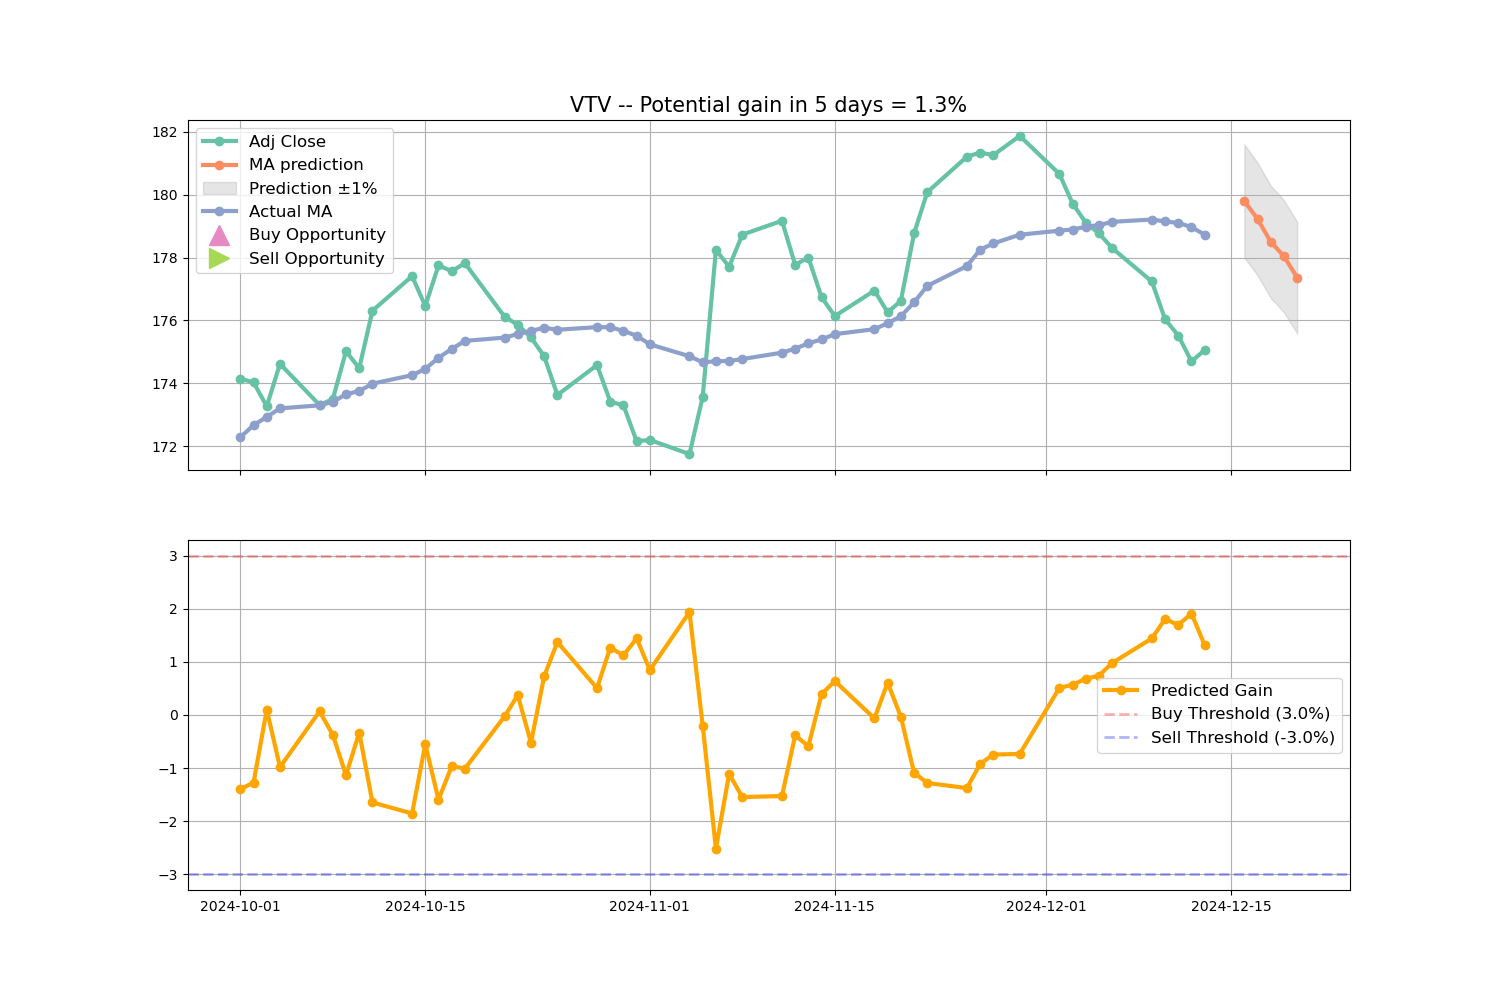 VTV -- Potential gain in 5 days = 1.3%
182
180
178
176
174
172
Adj Close
MA prediction
Prediction ±1%
Actual MA
Buy Opportunity
Sell Opportunity
3
2
1
0
−1
−2
−3
Predicted Gain
Buy Threshold (3.0%)
Sell Threshold (-3.0%)
2024-10-01 2024-10-15 2024-11-01 2024-11-15 2024-12-01 2024-12-15